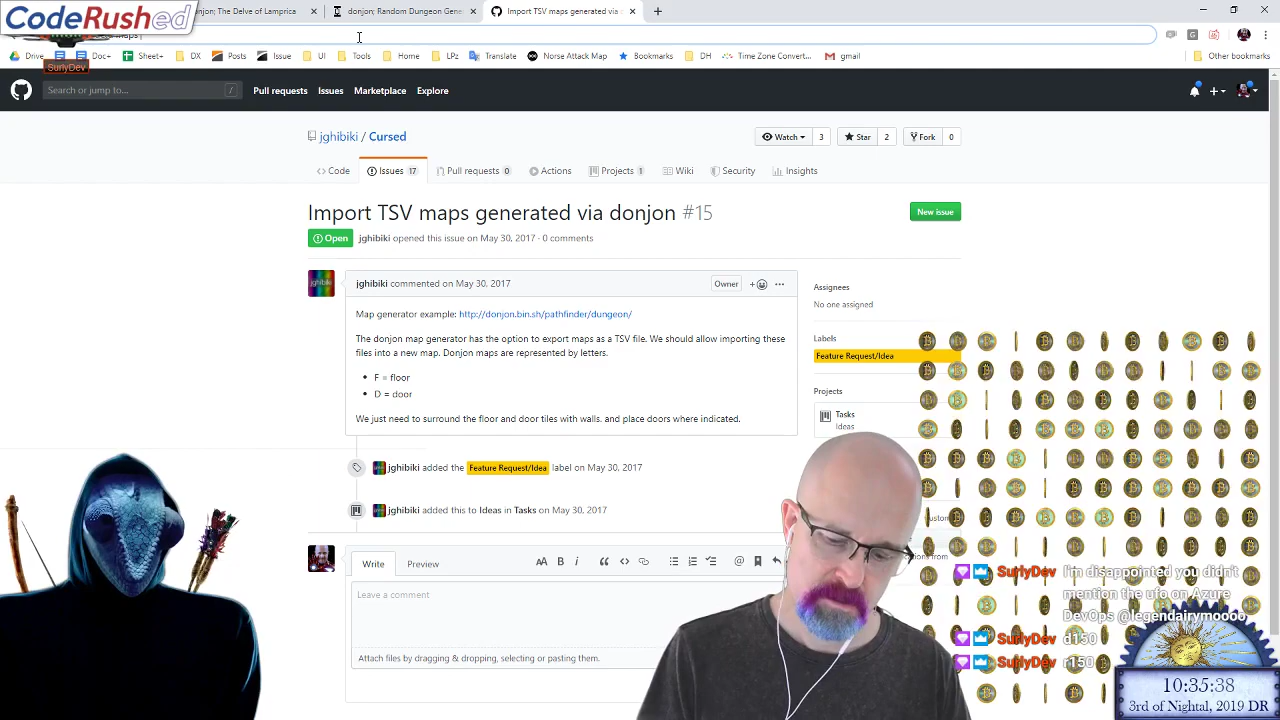 CodeRushed
donjon; The Delve of Lamprica
donjon; Random Dungeon Gene
Import TSV maps generated via
Drive
Doc+
Sheet+
DX
Posts
Issue
UI
Tools
Home
LP2
Translate
Norse Attack Map
Bookmarks
DH
Time Zone Convert...
gmail
Other bookmarks
SurlyDev
Search or jump to...
/
Pull requests
Issues
Marketplace
Explore
jghibiki / Cursed
Watch
3
Star
2
Fork
0
Code
Issues 17
Pull requests 0
Actions
Projects 1
Wiki
Security
Insights
Import TSV maps generated via donjon #15
New issue
Open
jghibiki opened this issue on May 30, 2017 · 0 comments
jghibiki
jghibiki commented on May 30, 2017
Owner
Map generator example: http://donjon.bin.sh/pathfinder/dungeon/
The donjon map generator has the option to export maps as a TSV file. We should allow importing these
files into a new map. Donjon maps are represented by letters.
• F = floor
• D = door
We just need to surround the floor and door tiles with walls. and place doors where indicated.
Assignees
No one assigned
Labels
Feature Request/Idea
Projects
Tasks
Ideas
jghibiki added the Feature Request/Idea label on May 30, 2017
jghibiki added this to Ideas in Tasks on May 30, 2017
Write
Preview
AA B i
Leave a comment
Attach files by dragging & dropping, selecting or pasting them.
SurlyDev I'm disappointed you didn't
mention the ufo on Azure
DevOps @legendairymoooo
SurlyDev d150
SurlyDev r150
10:35:38
3rd of Nightal, 2019 DR